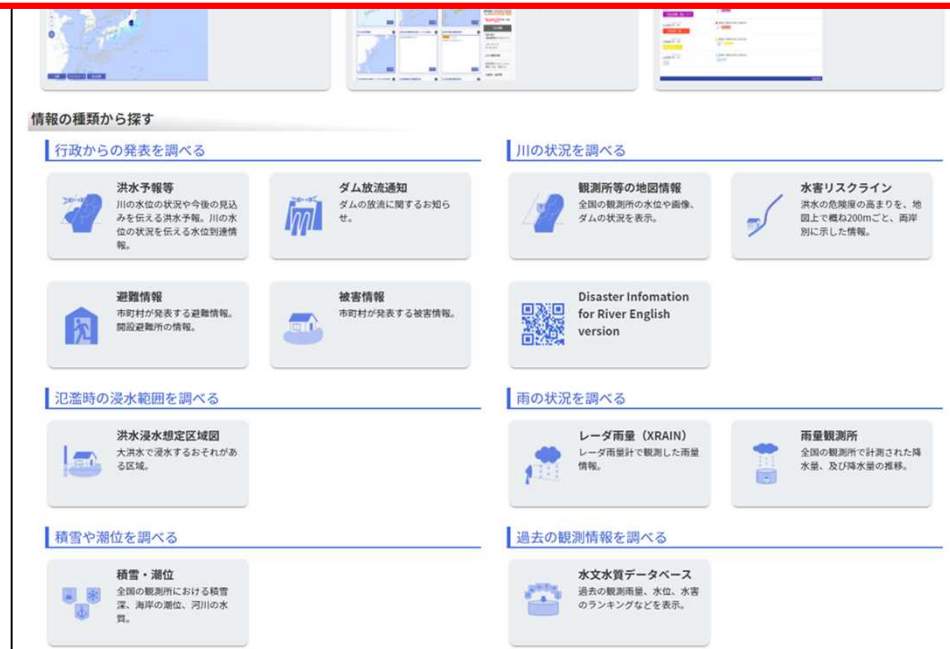 情報の種類から探す
行政からの発表を調べる
洪水予報等
川の水位の状況や今後の見込
みを伝える洪水予報。川の水
位の状況を伝える水位到達情
報。
ダム放流通知
ダムの放流に関するお知ら
せ。
避難情報
市町村が発表する避難情報。
開設避難所の情報。
被害情報
市町村が発表する被害情報。
川の状況を調べる
観測所等の地図情報
全国の観測所の水位や画像、
ダムの状況を表示。
水害リスクライン
洪水の危険度の高まりを、地
図上で概ね200mごと、両岸
別に示した情報。
Disaster Infomation
for River English
version
氾濫時の浸水範囲を調べる
洪水浸水想定区域図
大洪水で浸水するおそれがあ
る区域。
雨の状況を調べる
レーダ雨量（XRAIN）
レーダ雨量計で観測した雨量
情報。
雨量観測所
全国の観測所で計測された降
水量、及び降水量の推移。
積雪や潮位を調べる
積雪・潮位
全国の観測所における積雪
深、海岸の潮位、河川の水
質。
過去の観測情報を調べる
水文水質データベース
過去の観測雨量、水位、水害
のランキングなどを表示。